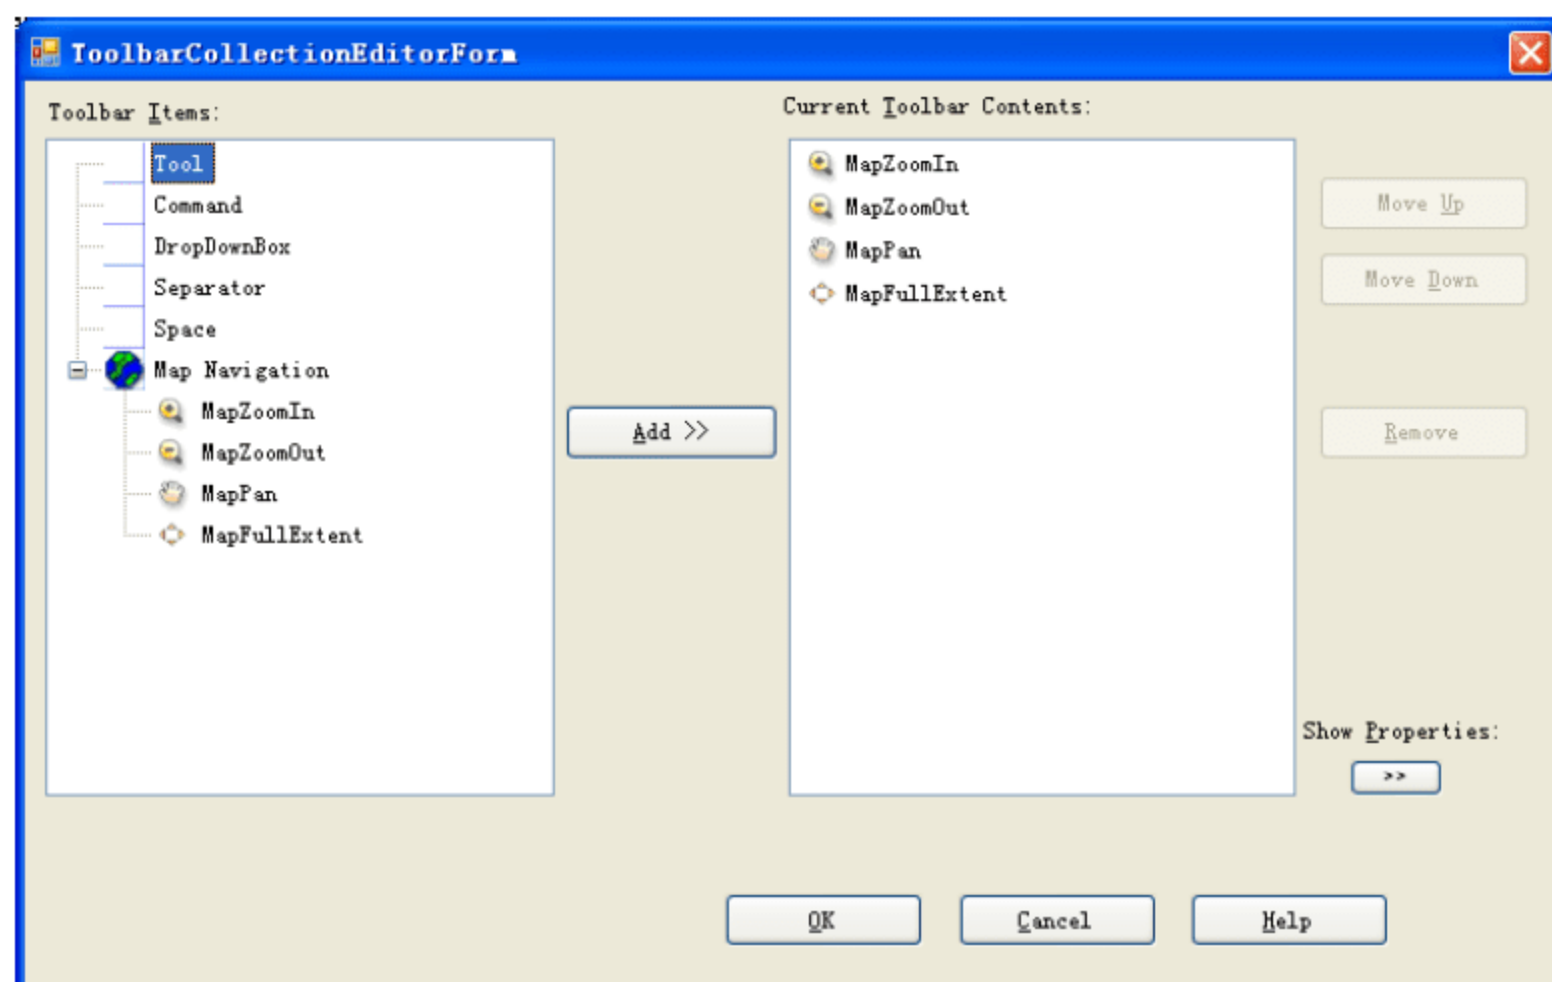 ToolbarCollectionEditorForm
Toolbar Items:
Tool
Command
DropDownBox
Separator
Space
Map Navigation
MapZoomIn
MapZoomOut
MapPan
MapFullExtent
Add >>
Current Toolbar Contents:
MapZoomIn
MapZoomOut
MapPan
MapFullExtent
Move Up
Move Down
Remove
Show Properties:
>>
OK
Cancel
Help